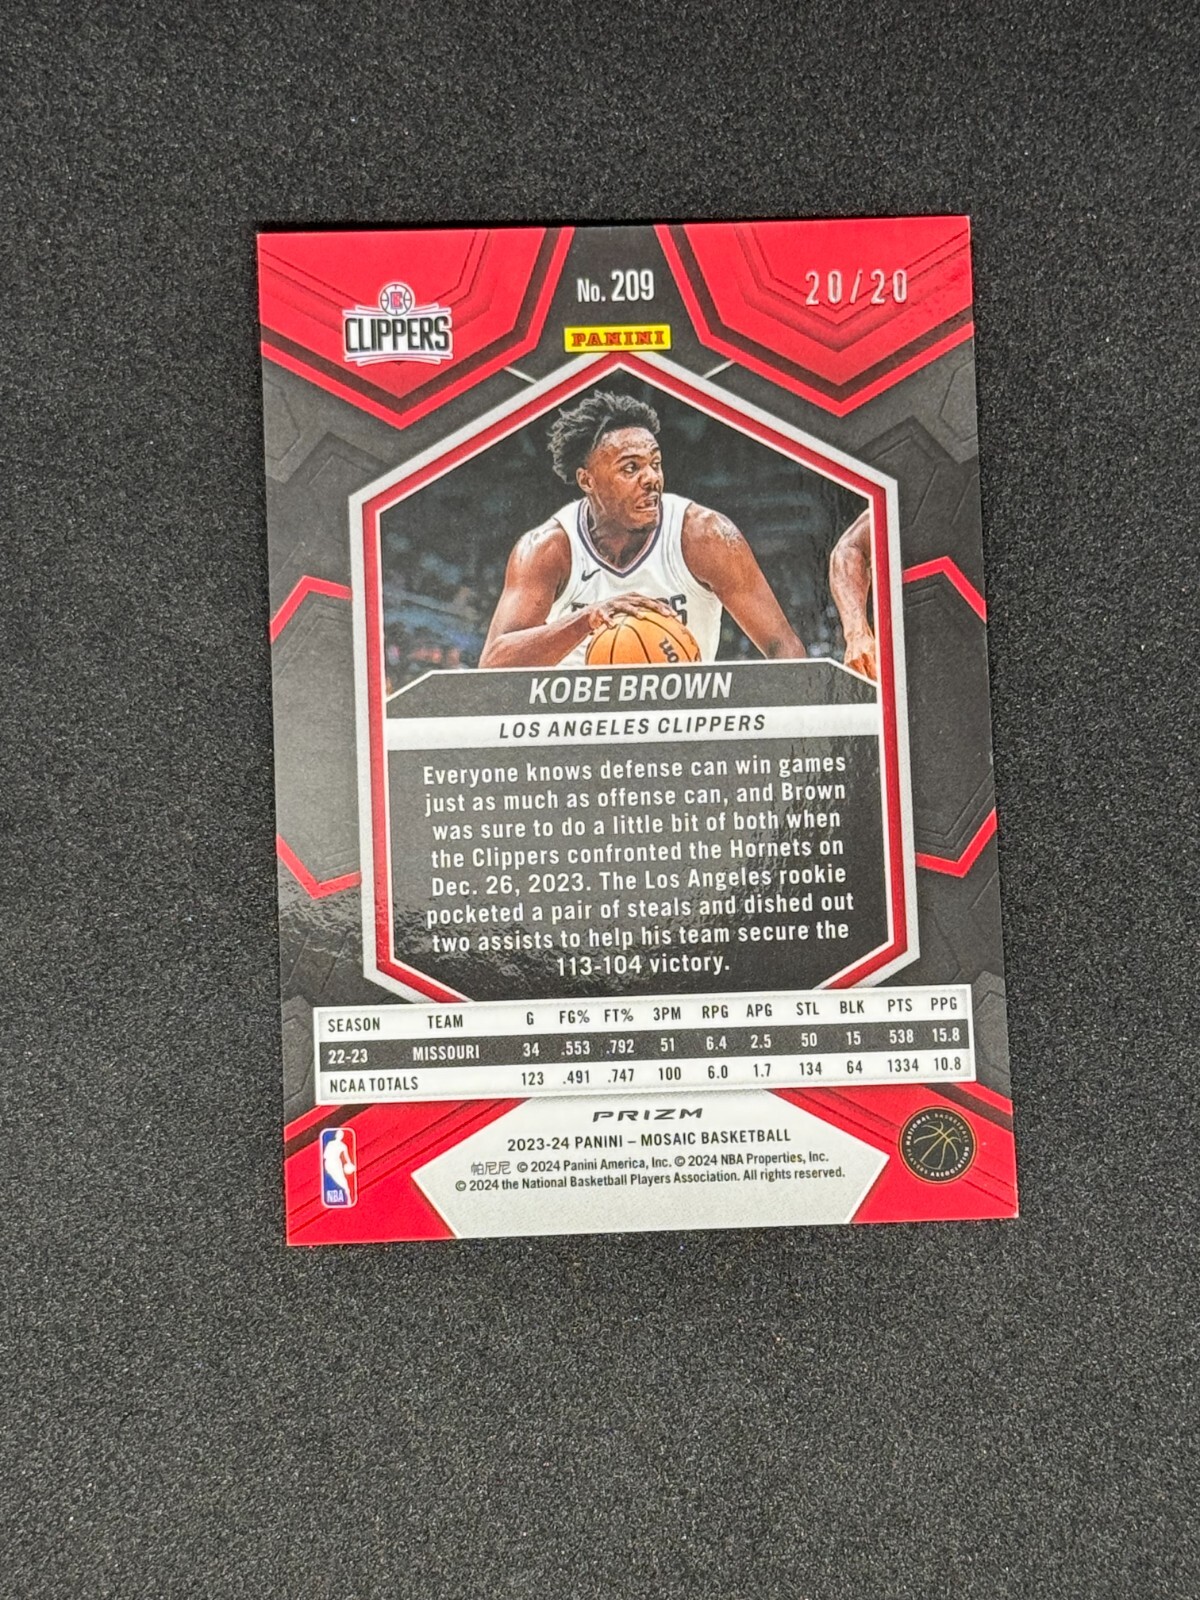 No. 209
20/20
CLIPPERS
PANINI
KOBE BROWN
LOS ANGELES CLIPPERS
Everyone knows defense can win games
just as much as offense can, and Brown
was sure to do a little bit of both when
the Clippers confronted the Hornets on
Dec. 26, 2023. The Los Angeles rookie
pocketed a pair of steals and dished out
two assists to help his team secure the
113-104 victory.
SEASON TEAM G FG% FT% 3PM RPG APG STL BLK PTS PPG
22-23 MISSOURI 34 .553 .792 51 6.4 2.5 50 15 538 15.8
NCAA TOTALS 123 .491 .747 100 6.0 1.7 134 64 1334 10.8
PRIZM
2023-24 PANINI – MOSAIC BASKETBALL
帕尼尼 © 2024 Panini America, Inc. © 2024 NBA Properties, Inc.
© 2024 the National Basketball Players Association. All rights reserved.
NBA
NATIONAL BASKETBALL
PLAYERS ASSOCIATION